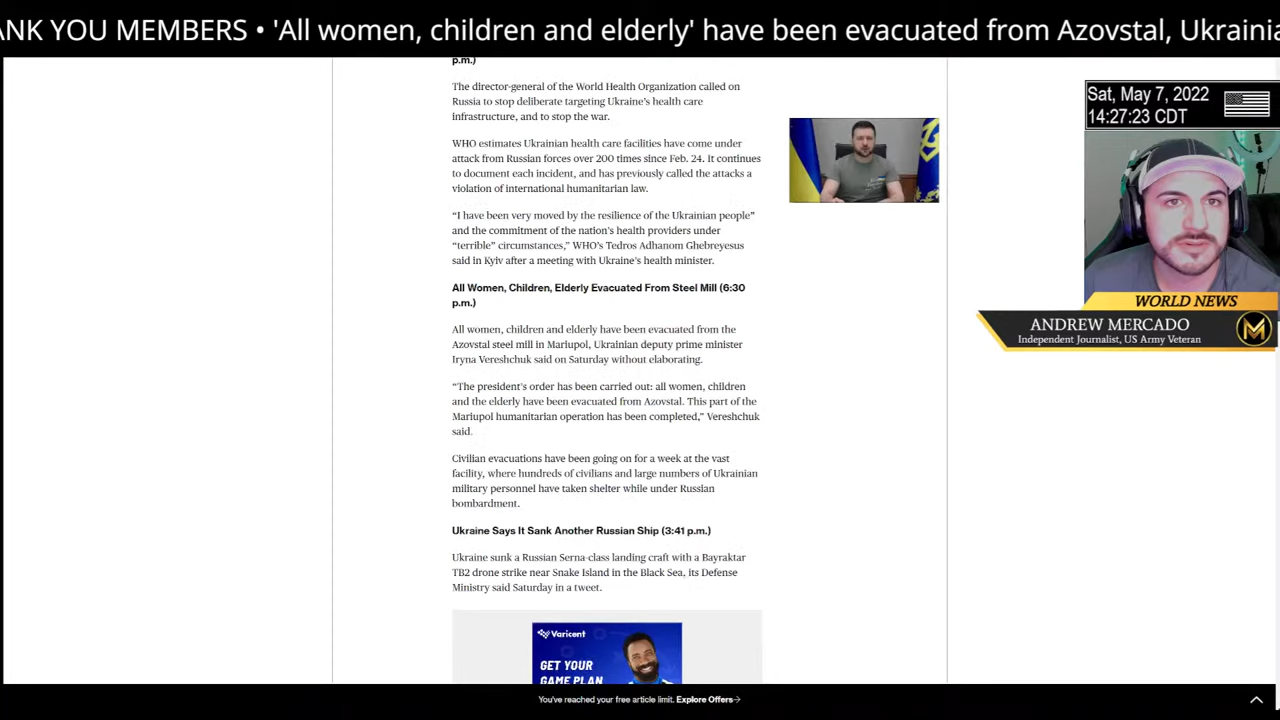 ANK YOU MEMBERS • 'All women, children and elderly' have been evacuated from Azovstal, Ukrainia
p.m.)
The director-general of the World Health Organization called on
Russia to stop deliberate targeting Ukraine's health care
infrastructure, and to stop the war.
WHO estimates Ukrainian health care facilities have come under
attack from Russian forces over 200 times since Feb. 24. It continues
to document each incident, and has previously called the attacks a
violation of international humanitarian law.
“I have been very moved by the resilience of the Ukrainian people”
and the commitment of the nation's health providers under
“terrible” circumstances,” WHO's Tedros Adhanom Ghebreyesus
said in Kyiv after a meeting with Ukraine's health minister.
All Women, Children, Elderly Evacuated From Steel Mill (6:30
p.m.)
All women, children and elderly have been evacuated from the
Azovstal steel mill in Mariupol, Ukrainian deputy prime minister
Iryna Vereshchuk said on Saturday without elaborating.
“The president's order has been carried out: all women, children
and the elderly have been evacuated from Azovstal. This part of the
Mariupol humanitarian operation has been completed,” Vereshchuk
said.
Civilian evacuations have been going on for a week at the vast
facility, where hundreds of civilians and large numbers of Ukrainian
military personnel have taken shelter while under Russian
bombardment.
Ukraine Says It Sank Another Russian Ship (3:41 p.m.)
Ukraine sunk a Russian Serna-class landing craft with a Bayraktar
TB2 drone strike near Snake Island in the Black Sea, its Defense
Ministry said Saturday in a tweet.
Varicent
GET YOUR
GAME PLAN
You've reached your free article limit. Explore Offers→
Sat, May 7, 2022
14:27:23 CDT
WORLD NEWS
ANDREW MERCADO
Independent Journalist, US Army Veteran
M